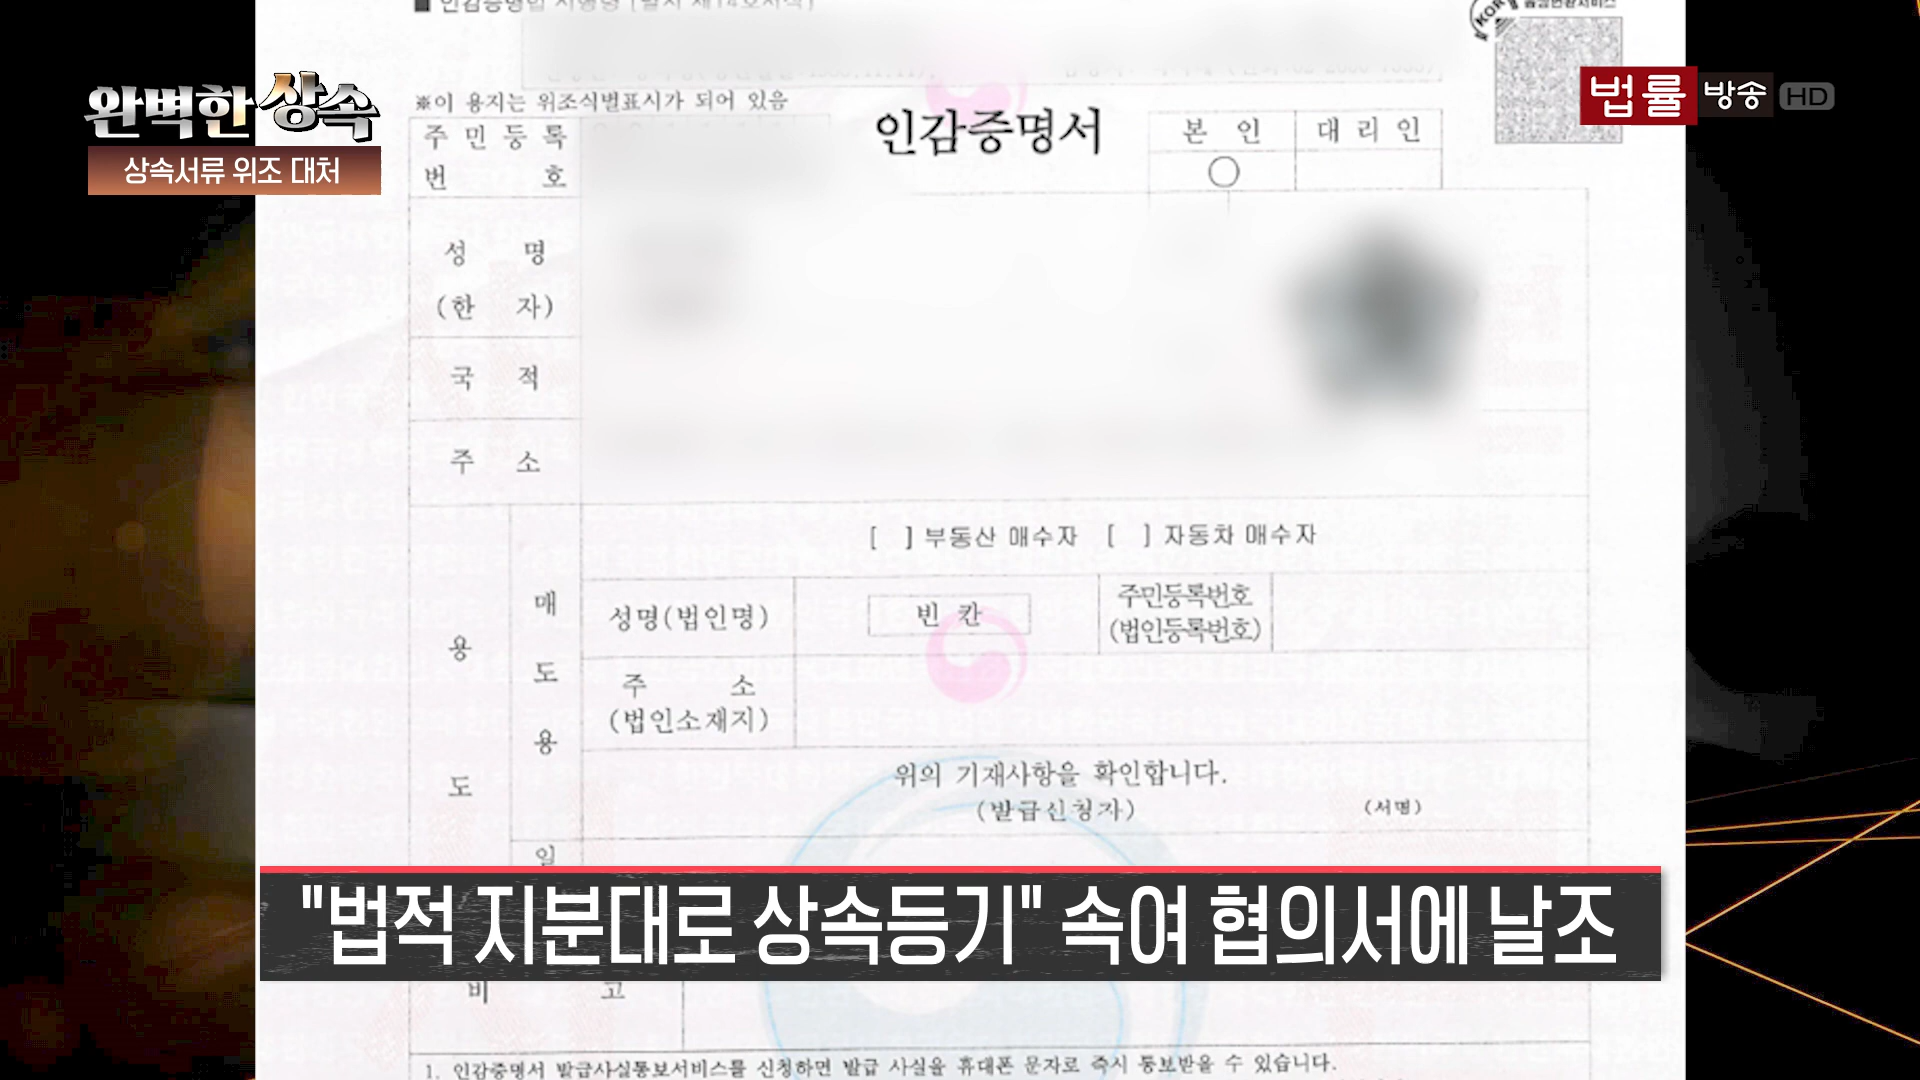 완벽한 상속
상속서류 위조 대처
법률방송 HD
※이 용지는 위조식별표시가 되어 있음
주민등록
번호
인감증명서
본인
대리인
○
성명
(한자)
국적
주소
용도
매도용
[ ] 부동산 매수자 [ ] 자동차 매수자
성명(법인명)
빈 칸
주민등록번호
(법인등록번호)
주소
(법인소재지)
위의 기재사항을 확인합니다.
(발급신청자) (서명)
일
"법적 지분대로 상속등기" 속여 협의서에 날조
비고
1. 인감증명서 발급사실통보서비스를 신청하면 발급 사실을 휴대폰 문자로 즉시 통보받을 수 있습니다.